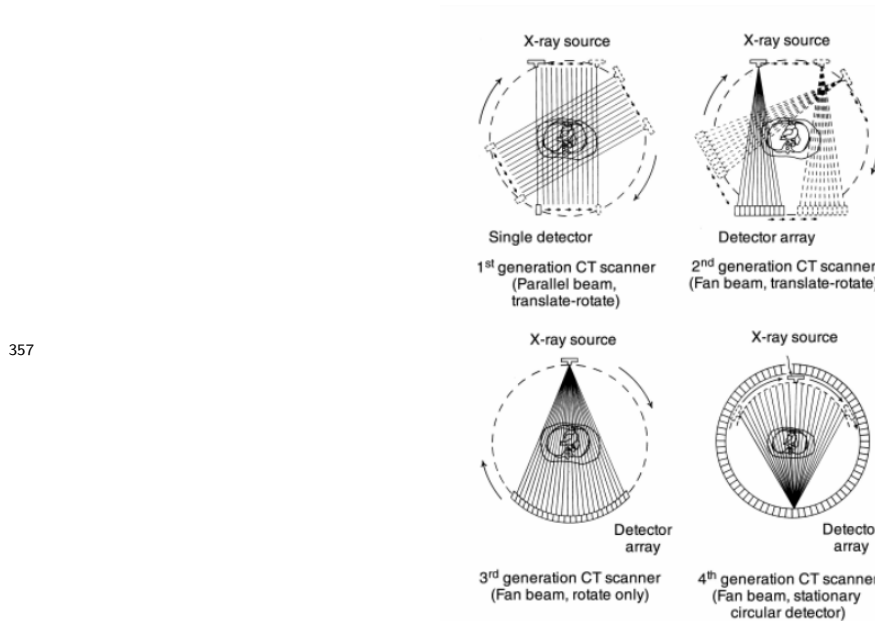 X-ray source
X-ray source
Single detector
Detector array
1st generation CT scanner
(Parallel beam,
translate-rotate)
2nd generation CT scanner
(Fan beam, translate-rotate)
357
X-ray source
X-ray source
Detector
array
Detecto
array
3rd generation CT scanner
(Fan beam, rotate only)
4th generation CT scanner
(Fan beam, stationary
circular detector)